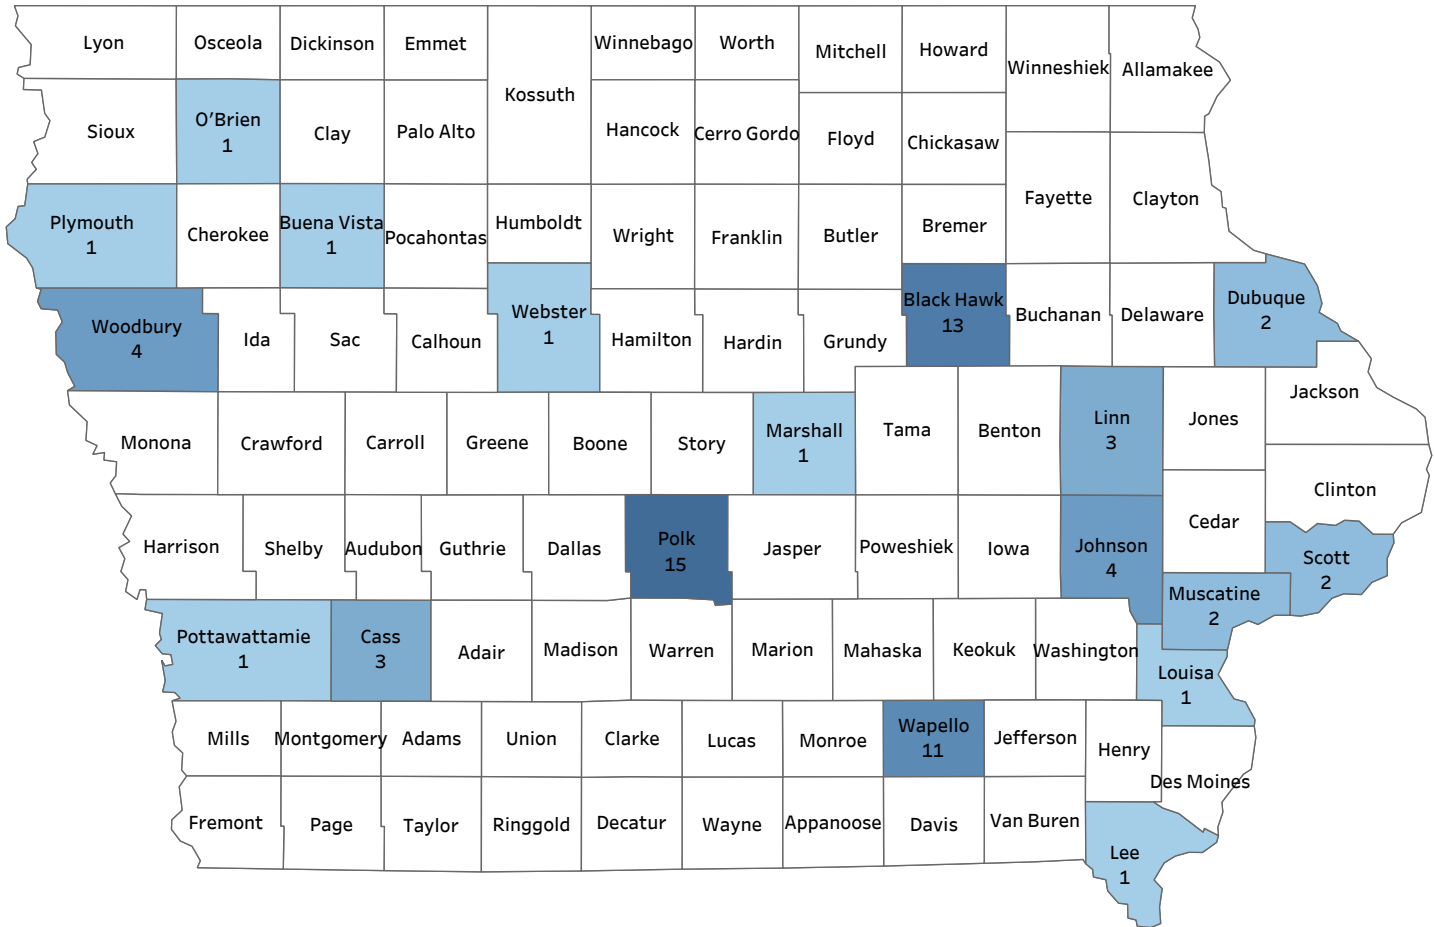 Lyon
Osceola
Dickinson
Emmet
Kossuth
Winnebago
Worth
Mitchell
Howard
Winneshiek
Allamakee
Sioux
O'Brien
1
Clay
Palo Alto
Hancock
Cerro Gordo
Floyd
Chickasaw
Plymouth
1
Cherokee
Buena Vista
1
Pocahontas
Humboldt
Wright
Franklin
Butler
Bremer
Fayette
Clayton
Woodbury
4
Ida
Sac
Calhoun
Webster
1
Hamilton
Hardin
Grundy
Black Hawk
13
Buchanan
Delaware
Dubuque
2
Monona
Crawford
Carroll
Greene
Boone
Story
Marshall
1
Tama
Benton
Linn
3
Jones
Jackson
Clinton
Harrison
Shelby
Audubon
Guthrie
Dallas
Polk
15
Jasper
Poweshiek
Iowa
Johnson
4
Cedar
Scott
2
Muscatine
2
Pottawattamie
1
Cass
3
Adair
Madison
Warren
Marion
Mahaska
Keokuk
Washington
Louisa
1
Mills
Montgomery
Adams
Union
Clarke
Lucas
Monroe
Wapello
11
Jefferson
Henry
Des Moines
Fremont
Page
Taylor
Ringgold
Decatur
Wayne
Appanoose
Davis
Van Buren
Lee
1